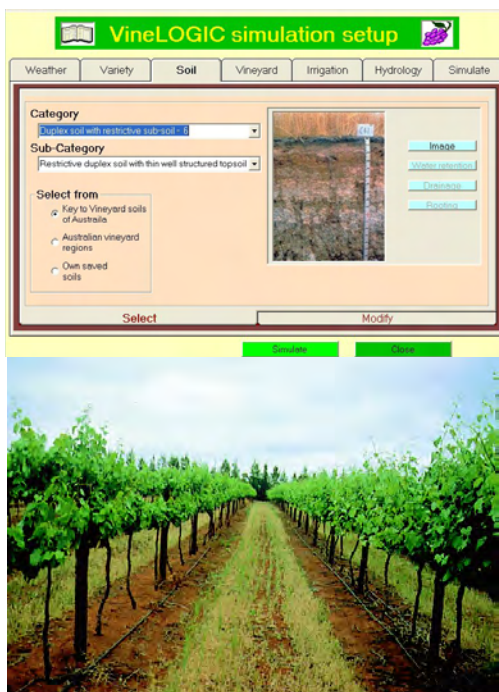 VineLOGIC simulation setup
Weather Variety Soil Vineyard Irrigation Hydrology Simulate
Category
Duplex soil with restrictive sub-soil - 6
Sub-Category
Restrictive duplex soil with thin well structured topsoil
Select from
Key to Vineyard soils
of Austraila
Australian vineyard
regions
Own saved
soils
Image
Water retention
Drainage
Rooting
Select Modify
Simulate Close